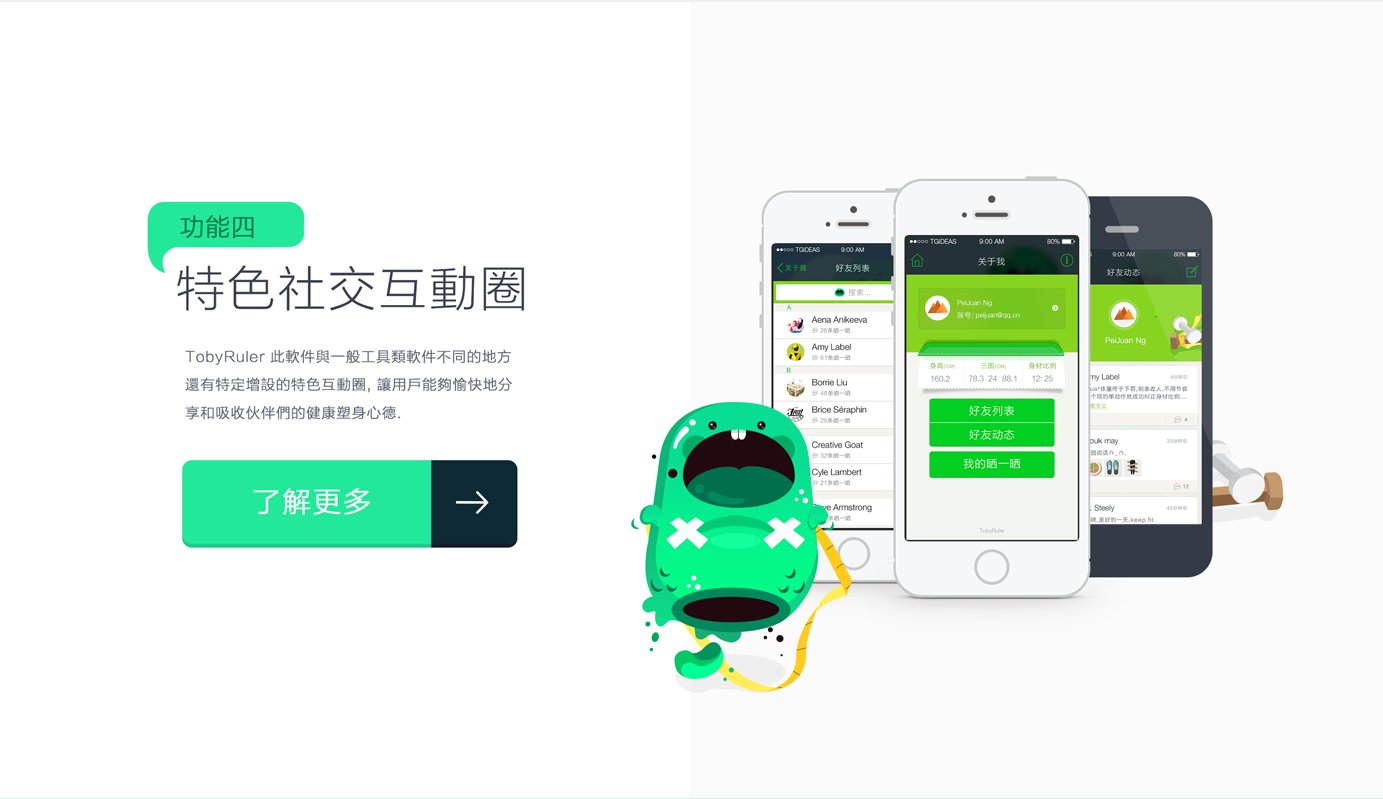 功能四
特色社交互動圈
TobyRuler 此軟件與一般工具類軟件不同的地方
還有特定增設的特色互動圈, 讓用戶能夠愉快地分
享和吸收伙伴們的健康塑身心德.
了解更多
TGIDEAS 9:00 AM
关于我 好友列表
搜索...
A
Aena Anikeeva
26条晒一晒
Amy Label
61条晒一晒
B
Borrie Liu
48条晒一晒
Brice Séraphin
29条晒一晒
Creative Goat
32条晒一晒
Cyle Lambert
21条晒一晒
Armstrong
条晒一晒
TGIDEAS 9:00 AM 80%
关于我
PeiJuan Ng
账号: peijuan@qq.cn
身高(CM) 三围(CM) 身材比例
160.2 78.3 24 88.1 12: 25
好友列表
好友动态
我的晒一晒
TobyRuler
9:00 AM 80%
好友动态
PeiJuan Ng
my Label
4
ouk may
12
. Steely
嘿,美好的一天,keep fit.